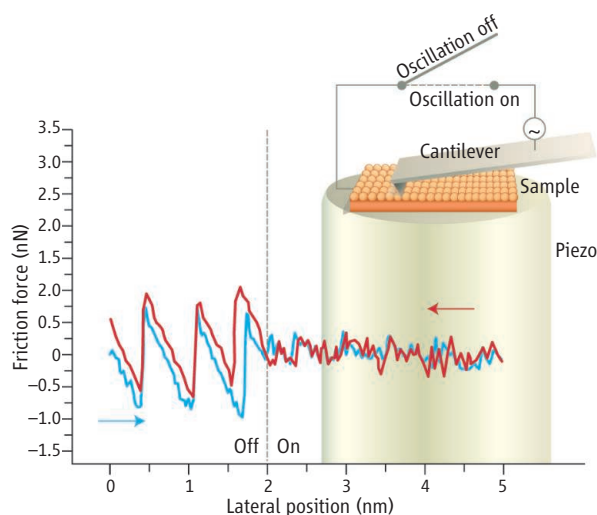 Oscillation off
Oscillation on
~
Cantilever
Sample
Piezo
3.5
3.0
2.5
2.0
0.5
2.0
0.5
0
−0.5
−1.0
−1.5
Friction force (nN)
Off On
0 1 2 3 4 5
Lateral position (nm)